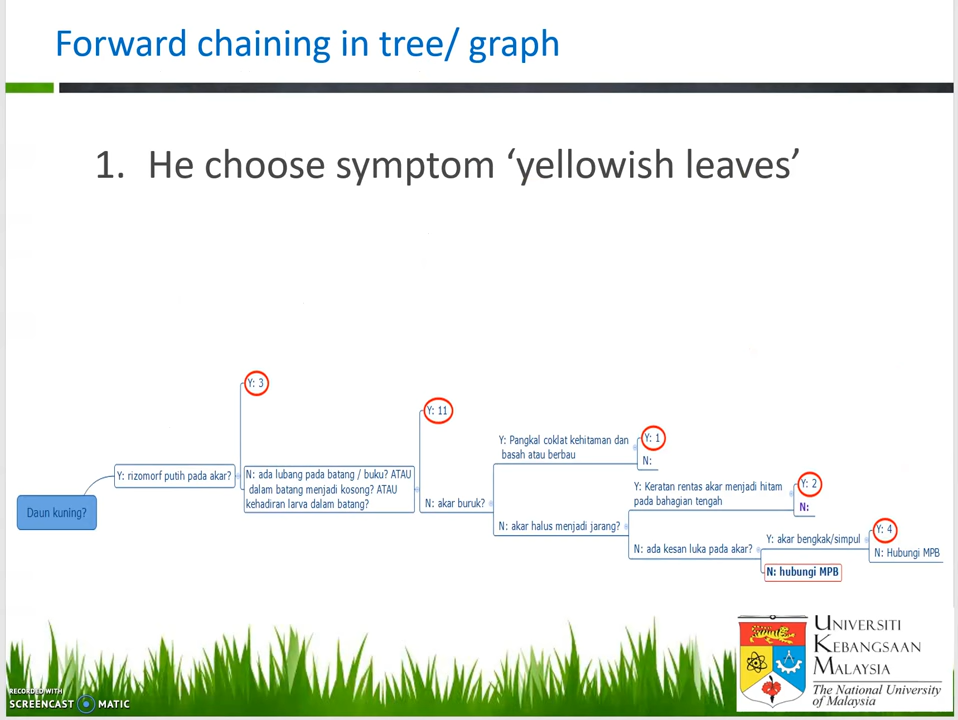 Forward chaining in tree/ graph
1. He choose symptom ‘yellowish leaves’
Daun kuning?
Y: rizomorf putih pada akar?
Y: 3
N: ada lubang pada batang / buku? ATAU
dalam batang menjadi kosong? ATAU
kehadiran larva dalam batang?
Y: 11
N: akar buruk?
Y: Pangkal coklat kehitaman dan
basah atau berbau
Y: 1
N:
N: akar halus menjadi jarang?
Y: Keratan rentas akar menjadi hitam
pada bahagian tengah
Y: 2
N:
N: ada kesan luka pada akar?
Y: akar bengkak/simpul
Y: 4
N: Hubungi MPB
N: hubungi MPB
UNIVERSITI
KEBANGSAAN
MALAYSIA
The National University
of Malaysia
RECORDED WITH
SCREENCAST MATIC